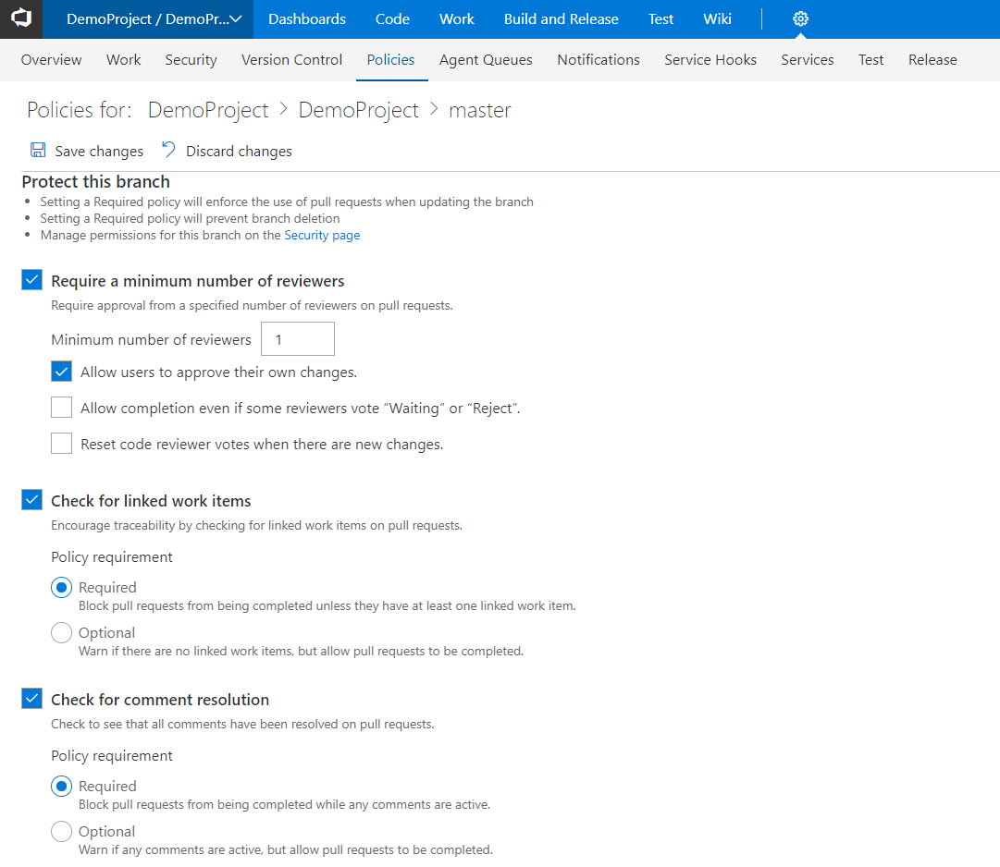 DemoProject / DemoPr... Dashboards Code Work Build and Release Test Wiki
Overview Work Security Version Control Policies Agent Queues Notifications Service Hooks Services Test Release
Policies for: DemoProject > DemoProject > master
Save changes Discard changes
Protect this branch
• Setting a Required policy will enforce the use of pull requests when updating the branch
• Setting a Required policy will prevent branch deletion
• Manage permissions for this branch on the Security page
Require a minimum number of reviewers
Require approval from a specified number of reviewers on pull requests.
Minimum number of reviewers 1
Allow users to approve their own changes.
Allow completion even if some reviewers vote “Waiting” or “Reject”.
Reset code reviewer votes when there are new changes.
Check for linked work items
Encourage traceability by checking for linked work items on pull requests.
Policy requirement
Required
Block pull requests from being completed unless they have at least one linked work item.
Optional
Warn if there are no linked work items, but allow pull requests to be completed.
Check for comment resolution
Check to see that all comments have been resolved on pull requests.
Policy requirement
Required
Block pull requests from being completed while any comments are active.
Optional
Warn if any comments are active, but allow pull requests to be completed.